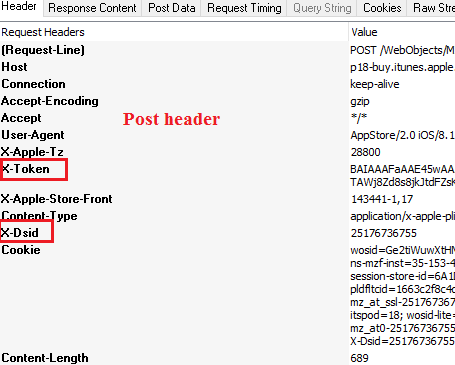 Header Response Content Post Data Request Timing Query String Cookies Raw Stre
Request Headers Value
(Request-Line) POST /WebObjects/M
Host p18-buy.itunes.apple.
Connection keep-alive
Accept-Encoding gzip
Accept */*
Post header
User-Agent AppStore/2.0 iOS/8.1
X-Apple-Tz 28800
X-Token BAIAAAFaAAE45wAA
TAWj8Zd8s8jkJtdFZsK
X-Apple-Store-Front 143441-1,17
Content-Type application/x-apple-pli
X-Dsid 25176736755
Cookie wosid=Ge2tiWuwXtHM
ns-mzf-inst=35-153-4
session-store-id=6A1D
pldfltcid=1663c2f8c4c
mz_at_ssl-251767367
itspod=18; wosid-lite=
mz_at0-25176736755
X-Dsid=25176736755
Content-Length 689